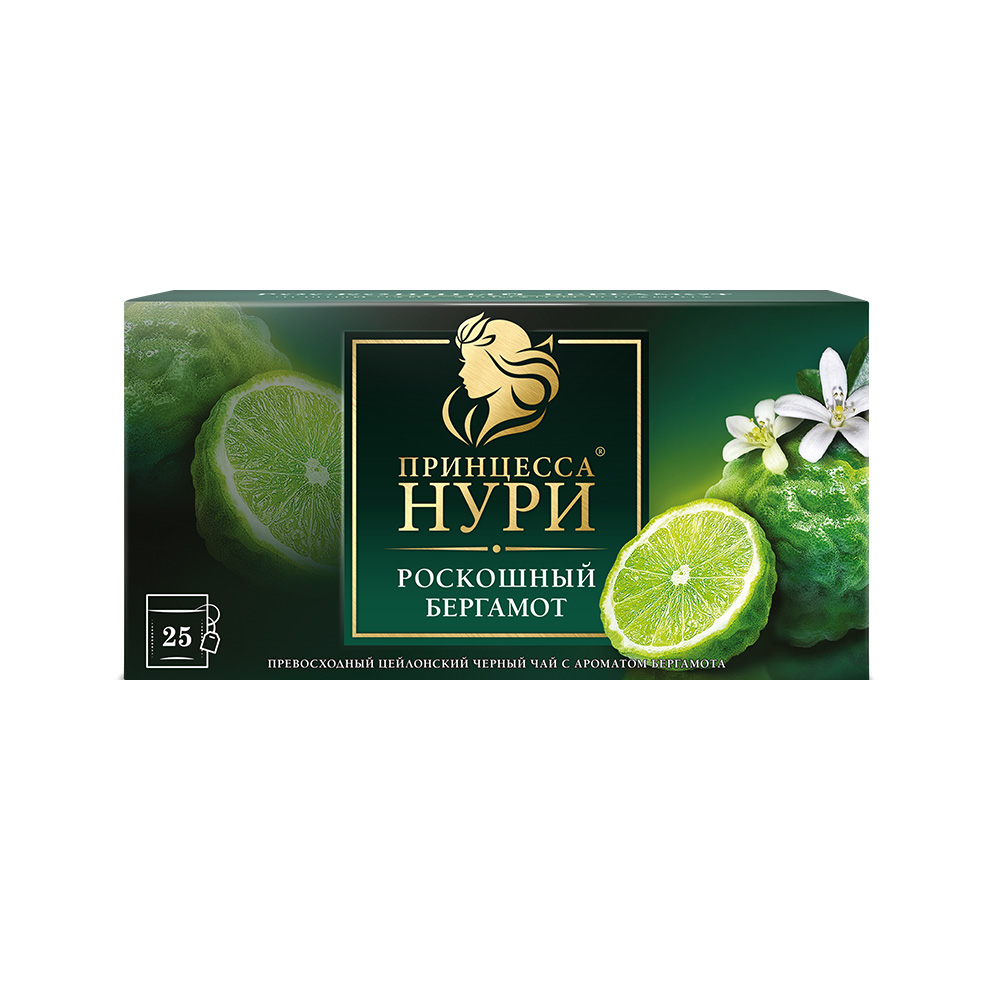 ПРИНЦЕССА®
НУРИ
РОСКОШНЫЙ
БЕРГАМОТ
25
ПРЕВОСХОДНЫЙ ЦЕЙЛОНСКИЙ ЧЕРНЫЙ ЧАЙ С АРОМАТОМ БЕРГАМОТА